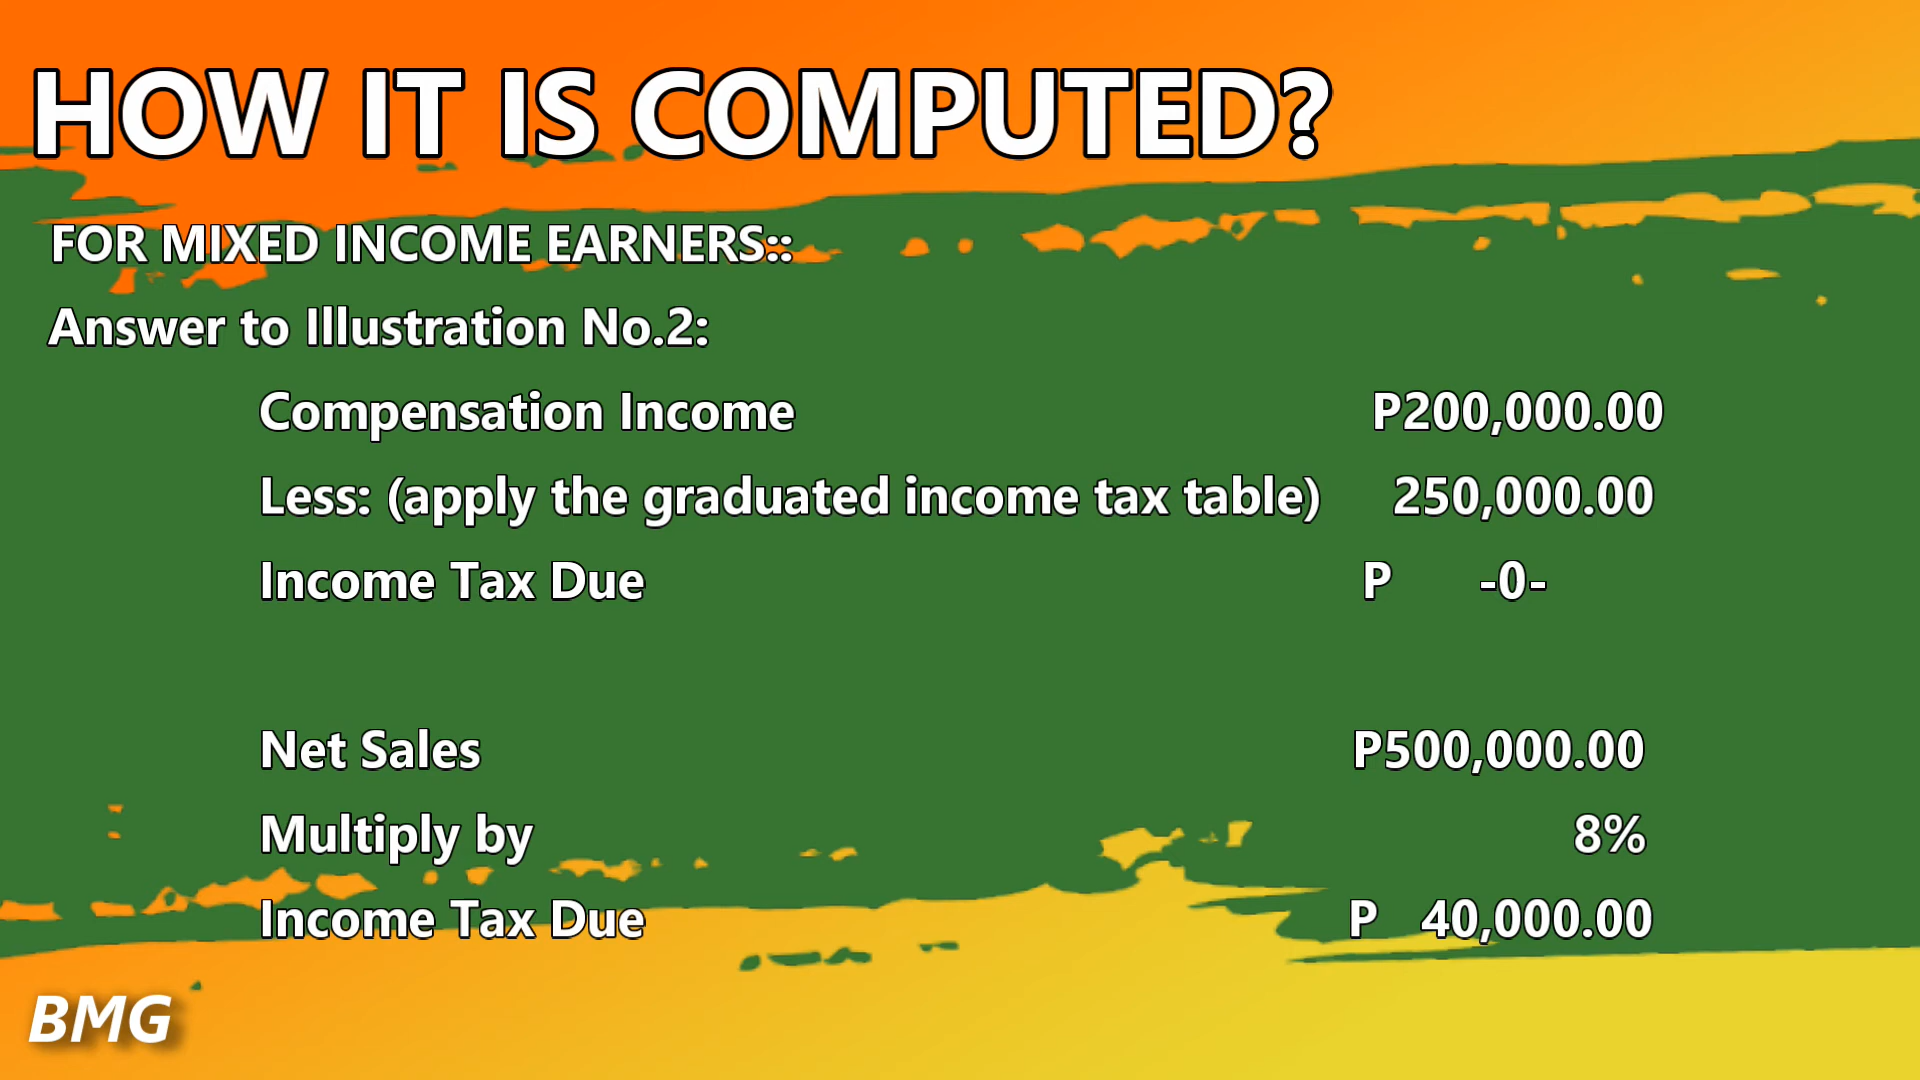 HOW IT IS COMPUTED?
FOR MIXED INCOME EARNERS::
Answer to Illustration No.2:
Compensation Income P200,000.00
Less: (apply the graduated income tax table) 250,000.00
Income Tax Due P -0-
Net Sales P500,000.00
Multiply by 8%
Income Tax Due P 40,000.00
BMG